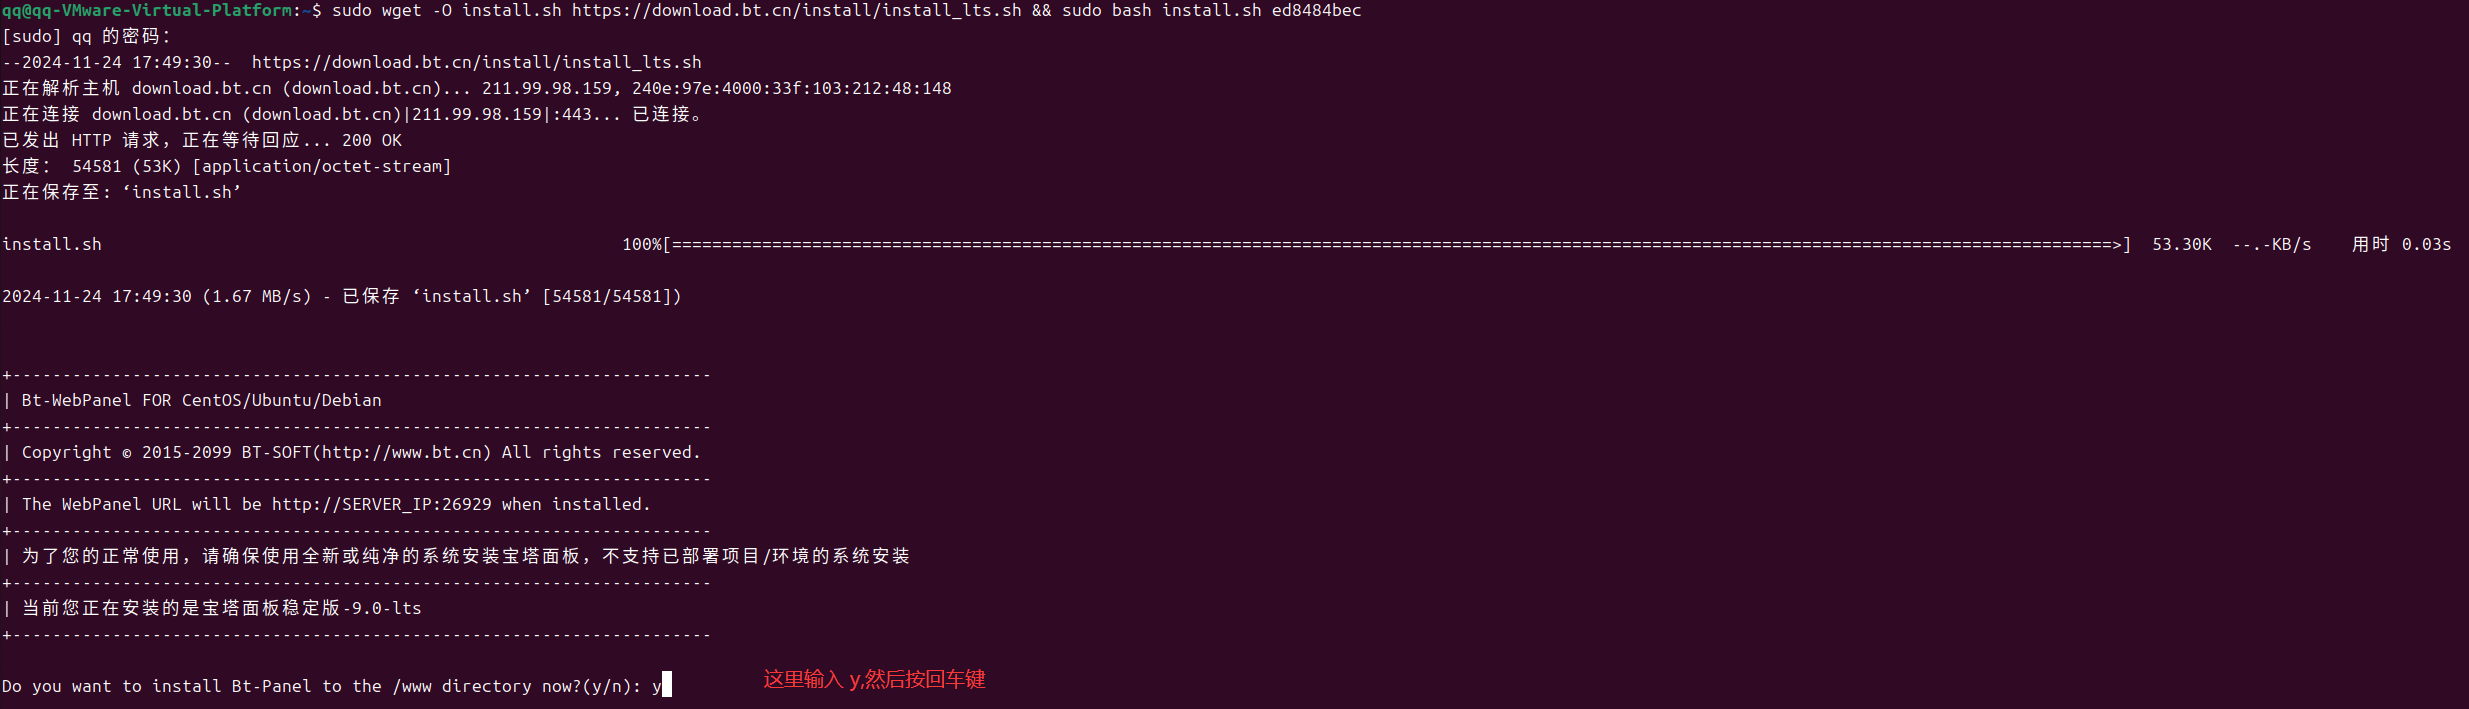 qq@qq-VMware-Virtual-Platform:~$ sudo wget -O install.sh https://download.bt.cn/install/install_lts.sh && sudo bash install.sh ed8484bec
[sudo] qq 的密码：
--2024-11-24 17:49:30--  https://download.bt.cn/install/install_lts.sh
正在解析主机 download.bt.cn (download.bt.cn)... 211.99.98.159, 240e:97e:4000:33f:103:212:48:148
正在连接 download.bt.cn (download.bt.cn)|211.99.98.159|:443... 已连接。
已发出 HTTP 请求，正在等待回应... 200 OK
长度： 54581 (53K) [application/octet-stream]
正在保存至: ‘install.sh’
install.sh 100%[================================================================================================================================================>]  53.30K  --.-KB/s    用时 0.03s
2024-11-24 17:49:30 (1.67 MB/s) - 已保存 ‘install.sh’ [54581/54581])
+----------------------------------------------------------------------
| Bt-WebPanel FOR CentOS/Ubuntu/Debian
+----------------------------------------------------------------------
| Copyright © 2015-2099 BT-SOFT(http://www.bt.cn) All rights reserved.
+----------------------------------------------------------------------
| The WebPanel URL will be http://SERVER_IP:26929 when installed.
+----------------------------------------------------------------------
| 为了您的正常使用，请确保使用全新或纯净的系统安装宝塔面板，不支持已部署项目/环境的系统安装
+----------------------------------------------------------------------
| 当前您正在安装的是宝塔面板稳定版-9.0-lts
+----------------------------------------------------------------------
Do you want to install Bt-Panel to the /www directory now?(y/n): y
这里输入 y,然后按回车键